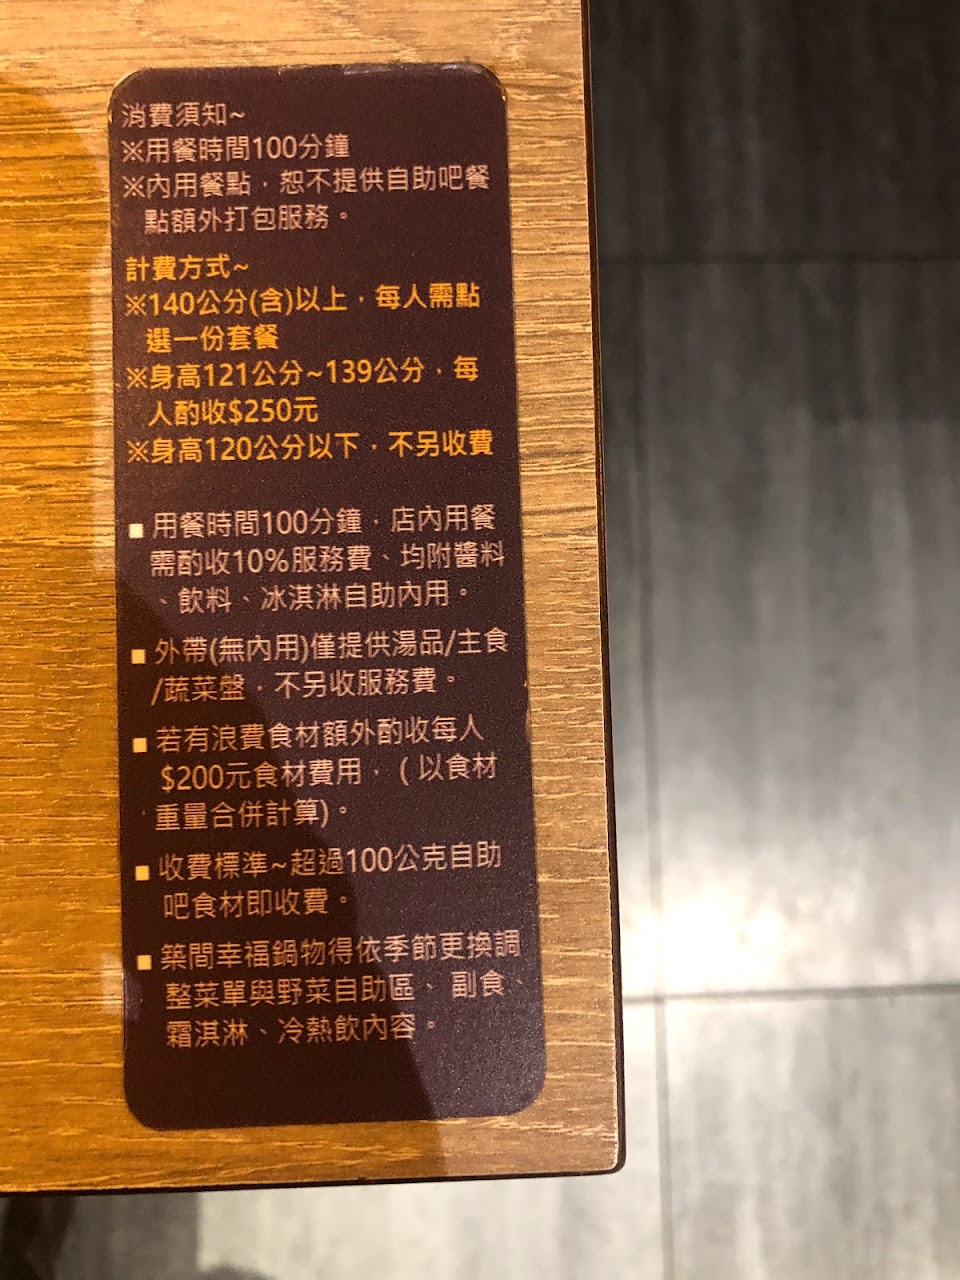 消費須知~
※用餐時間100分鐘
※內用餐點，恕不提供自助吧餐
點額外打包服務。
計費方式~
※140公分(含)以上，每人需點
選一份套餐
※身高121公分~139公分，每
人酌收$250元
※身高120公分以下，不另收費
■ 用餐時間100分鐘，店內用餐
需酌收10%服務費、均附醬料
、飲料、冰淇淋自助內用。
■ 外帶(無內用)僅提供湯品/主食
/蔬菜盤，不另收服務費。
■ 若有浪費食材額外酌收每人
$200元食材費用，(以食材
重量合併計算)。
■ 收費標準~超過100公克自助
吧食材即收費。
■ 築間幸福鍋物得依季節更換調
整菜單與野菜自助區、副食、
霜淇淋、冷熱飲內容。